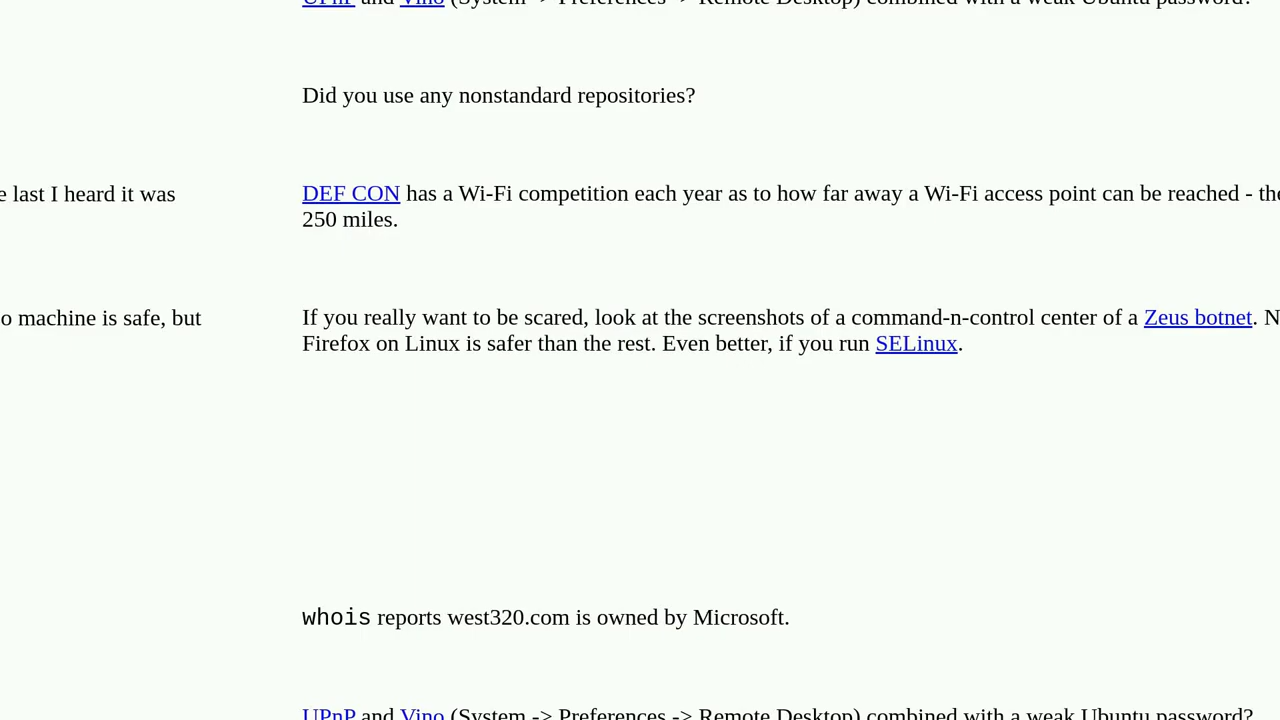 UPnP and Vino (System -> Preferences -> Remote Desktop) combined with a weak Ubuntu password?
Did you use any nonstandard repositories?
e last I heard it was
DEF CON has a Wi-Fi competition each year as to how far away a Wi-Fi access point can be reached - the
250 miles.
o machine is safe, but
If you really want to be scared, look at the screenshots of a command-n-control center of a Zeus botnet. N
Firefox on Linux is safer than the rest. Even better, if you run SELinux.
whois reports west320.com is owned by Microsoft.
UPnP and Vino (System -> Preferences -> Remote Desktop) combined with a weak Ubuntu password?